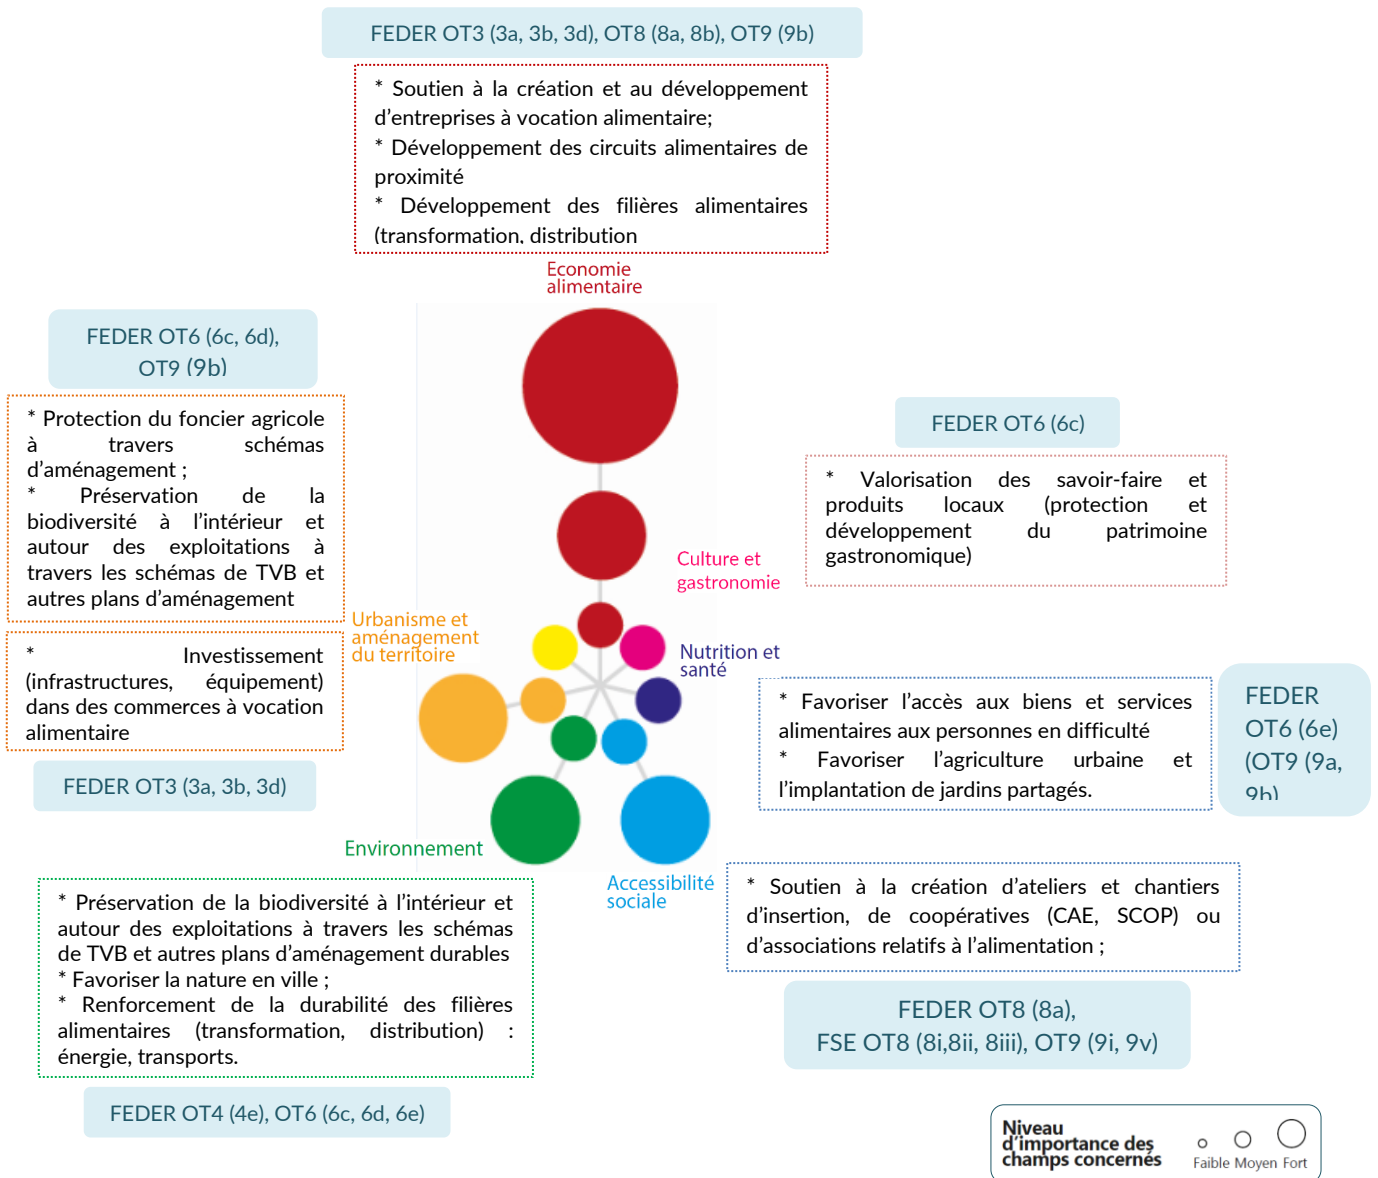 FEDER OT3 (3a, 3b, 3d), OT8 (8a, 8b), OT9 (9b)
* Soutien à la création et au développement
d’entreprises à vocation alimentaire;
* Développement des circuits alimentaires de
proximité
* Développement des filières alimentaires
(transformation, distribution
Economie
alimentaire
FEDER OT6 (6c, 6d),
OT9 (9b)
* Protection du foncier agricole
à travers schémas
d’aménagement ;
* Préservation de la
biodiversité à l’intérieur et
autour des exploitations à
travers les schémas de TVB et
autres plans d’aménagement
FEDER OT6 (6c)
* Valorisation des savoir-faire et
produits locaux (protection et
développement du patrimoine
gastronomique)
Culture et
gastronomie
Urbanisme et
aménagement
du territoire
* Investissement
(infrastructures, équipement)
dans des commerces à vocation
alimentaire
FEDER OT3 (3a, 3b, 3d)
Nutrition et
santé
* Favoriser l’accès aux biens et services
alimentaires aux personnes en difficulté
* Favoriser l’agriculture urbaine et
l’implantation de jardins partagés.
FEDER
OT6 (6e)
(OT9 (9a,
9b)
Environnement
Accessibilité
sociale
* Préservation de la biodiversité à l’intérieur et
autour des exploitations à travers les schémas
de TVB et autres plans d’aménagement durables
* Favoriser la nature en ville ;
* Renforcement de la durabilité des filières
alimentaires (transformation, distribution) :
énergie, transports.
FEDER OT4 (4e), OT6 (6c, 6d, 6e)
* Soutien à la création d’ateliers et chantiers
d’insertion, de coopératives (CAE, SCOP) ou
d’associations relatifs à l’alimentation ;
FEDER OT8 (8a),
FSE OT8 (8i,8ii, 8iii), OT9 (9i, 9v)
Niveau
d’importance des
champs concernés
Faible Moyen Fort